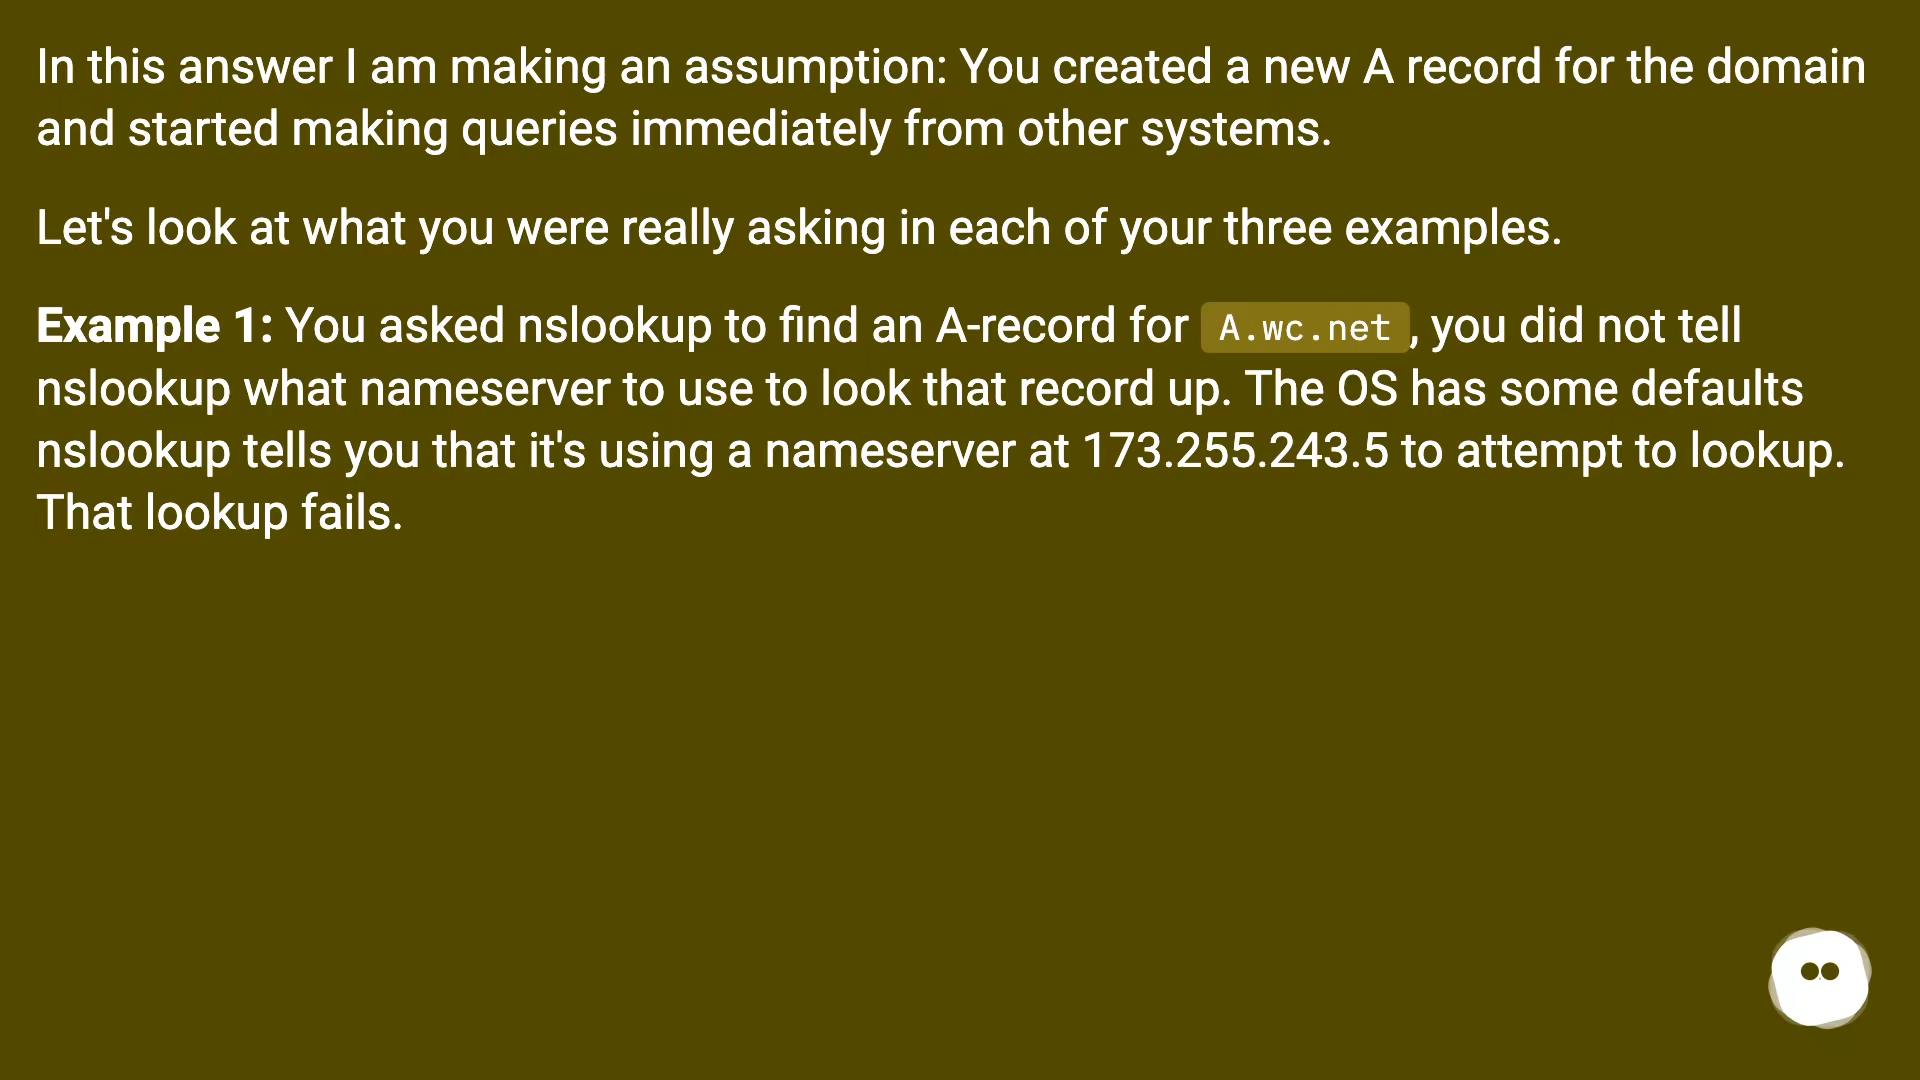 In this answer I am making an assumption: You created a new A record for the domain
and started making queries immediately from other systems.
Let's look at what you were really asking in each of your three examples.
Example 1: You asked nslookup to find an A-record for A.wc.net, you did not tell
nslookup what nameserver to use to look that record up. The OS has some defaults
nslookup tells you that it's using a nameserver at 173.255.243.5 to attempt to lookup.
That lookup fails.